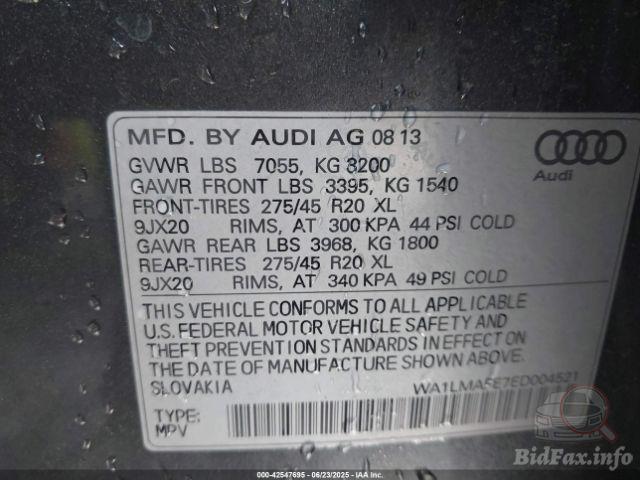 MFD. BY AUDI AG 08 13
GVWR LBS 7055, KG 3200
GAWR FRONT LBS 3395, KG 1540
FRONT-TIRES 275/45 R20 XL
9JX20 RIMS, AT 300 KPA 44 PSI COLD
GAWR REAR LBS 3968, KG 1800
REAR-TIRES 275/45 R20 XL
9JX20 RIMS, AT 340 KPA 49 PSI COLD
Audi
THIS VEHICLE CONFORMS TO ALL APPLICABLE
U.S. FEDERAL MOTOR VEHICLE SAFETY AND
THEFT PREVENTION STANDARDS IN EFFECT ON
THE DATE OF MANUFACTURE SHOWN ABOVE.
SLOVAKIA
WA1LMAFE7ED004521
TYPE:
MPV
BidFax.info
000-42547695 - 06/23/2025 - IAAI.COM